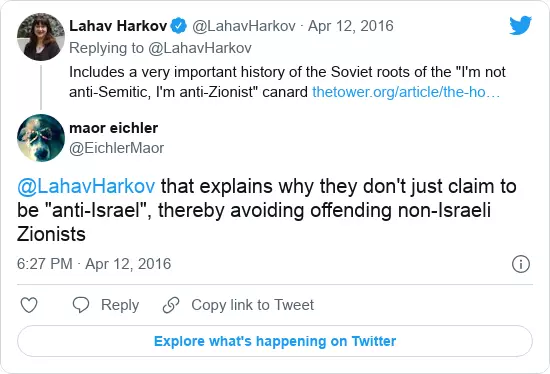 Lahav Harkov @LahavHarkov · Apr 12, 2016
Replying to @LahavHarkov
Includes a very important history of the Soviet roots of the "I'm not
anti-Semitic, I'm anti-Zionist" canard thetower.org/article/the-ho…
maor eichler
@EichlerMaor
@LahavHarkov that explains why they don't just claim to
be "anti-Israel", thereby avoiding offending non-Israeli
Zionists
6:27 PM · Apr 12, 2016
Reply Copy link to Tweet
Explore what's happening on Twitter